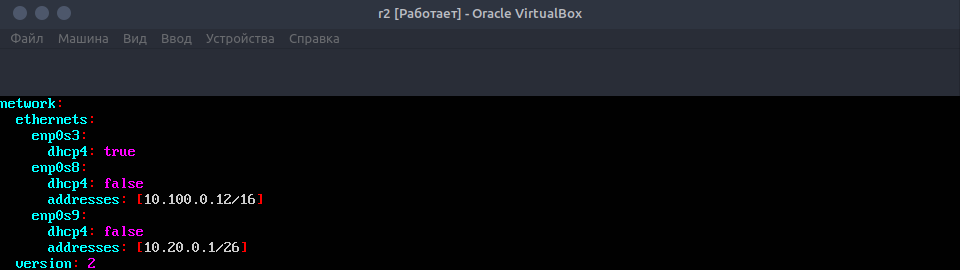 r2 [Работает] - Oracle VirtualBox
Файл Машина Вид Ввод Устройства Справка
network:
  ethernets:
    enp0s3:
      dhcp4: true
    enp0s8:
      dhcp4: false
      addresses: [10.100.0.12/16]
    enp0s9:
      dhcp4: false
      addresses: [10.20.0.1/26]
  version: 2